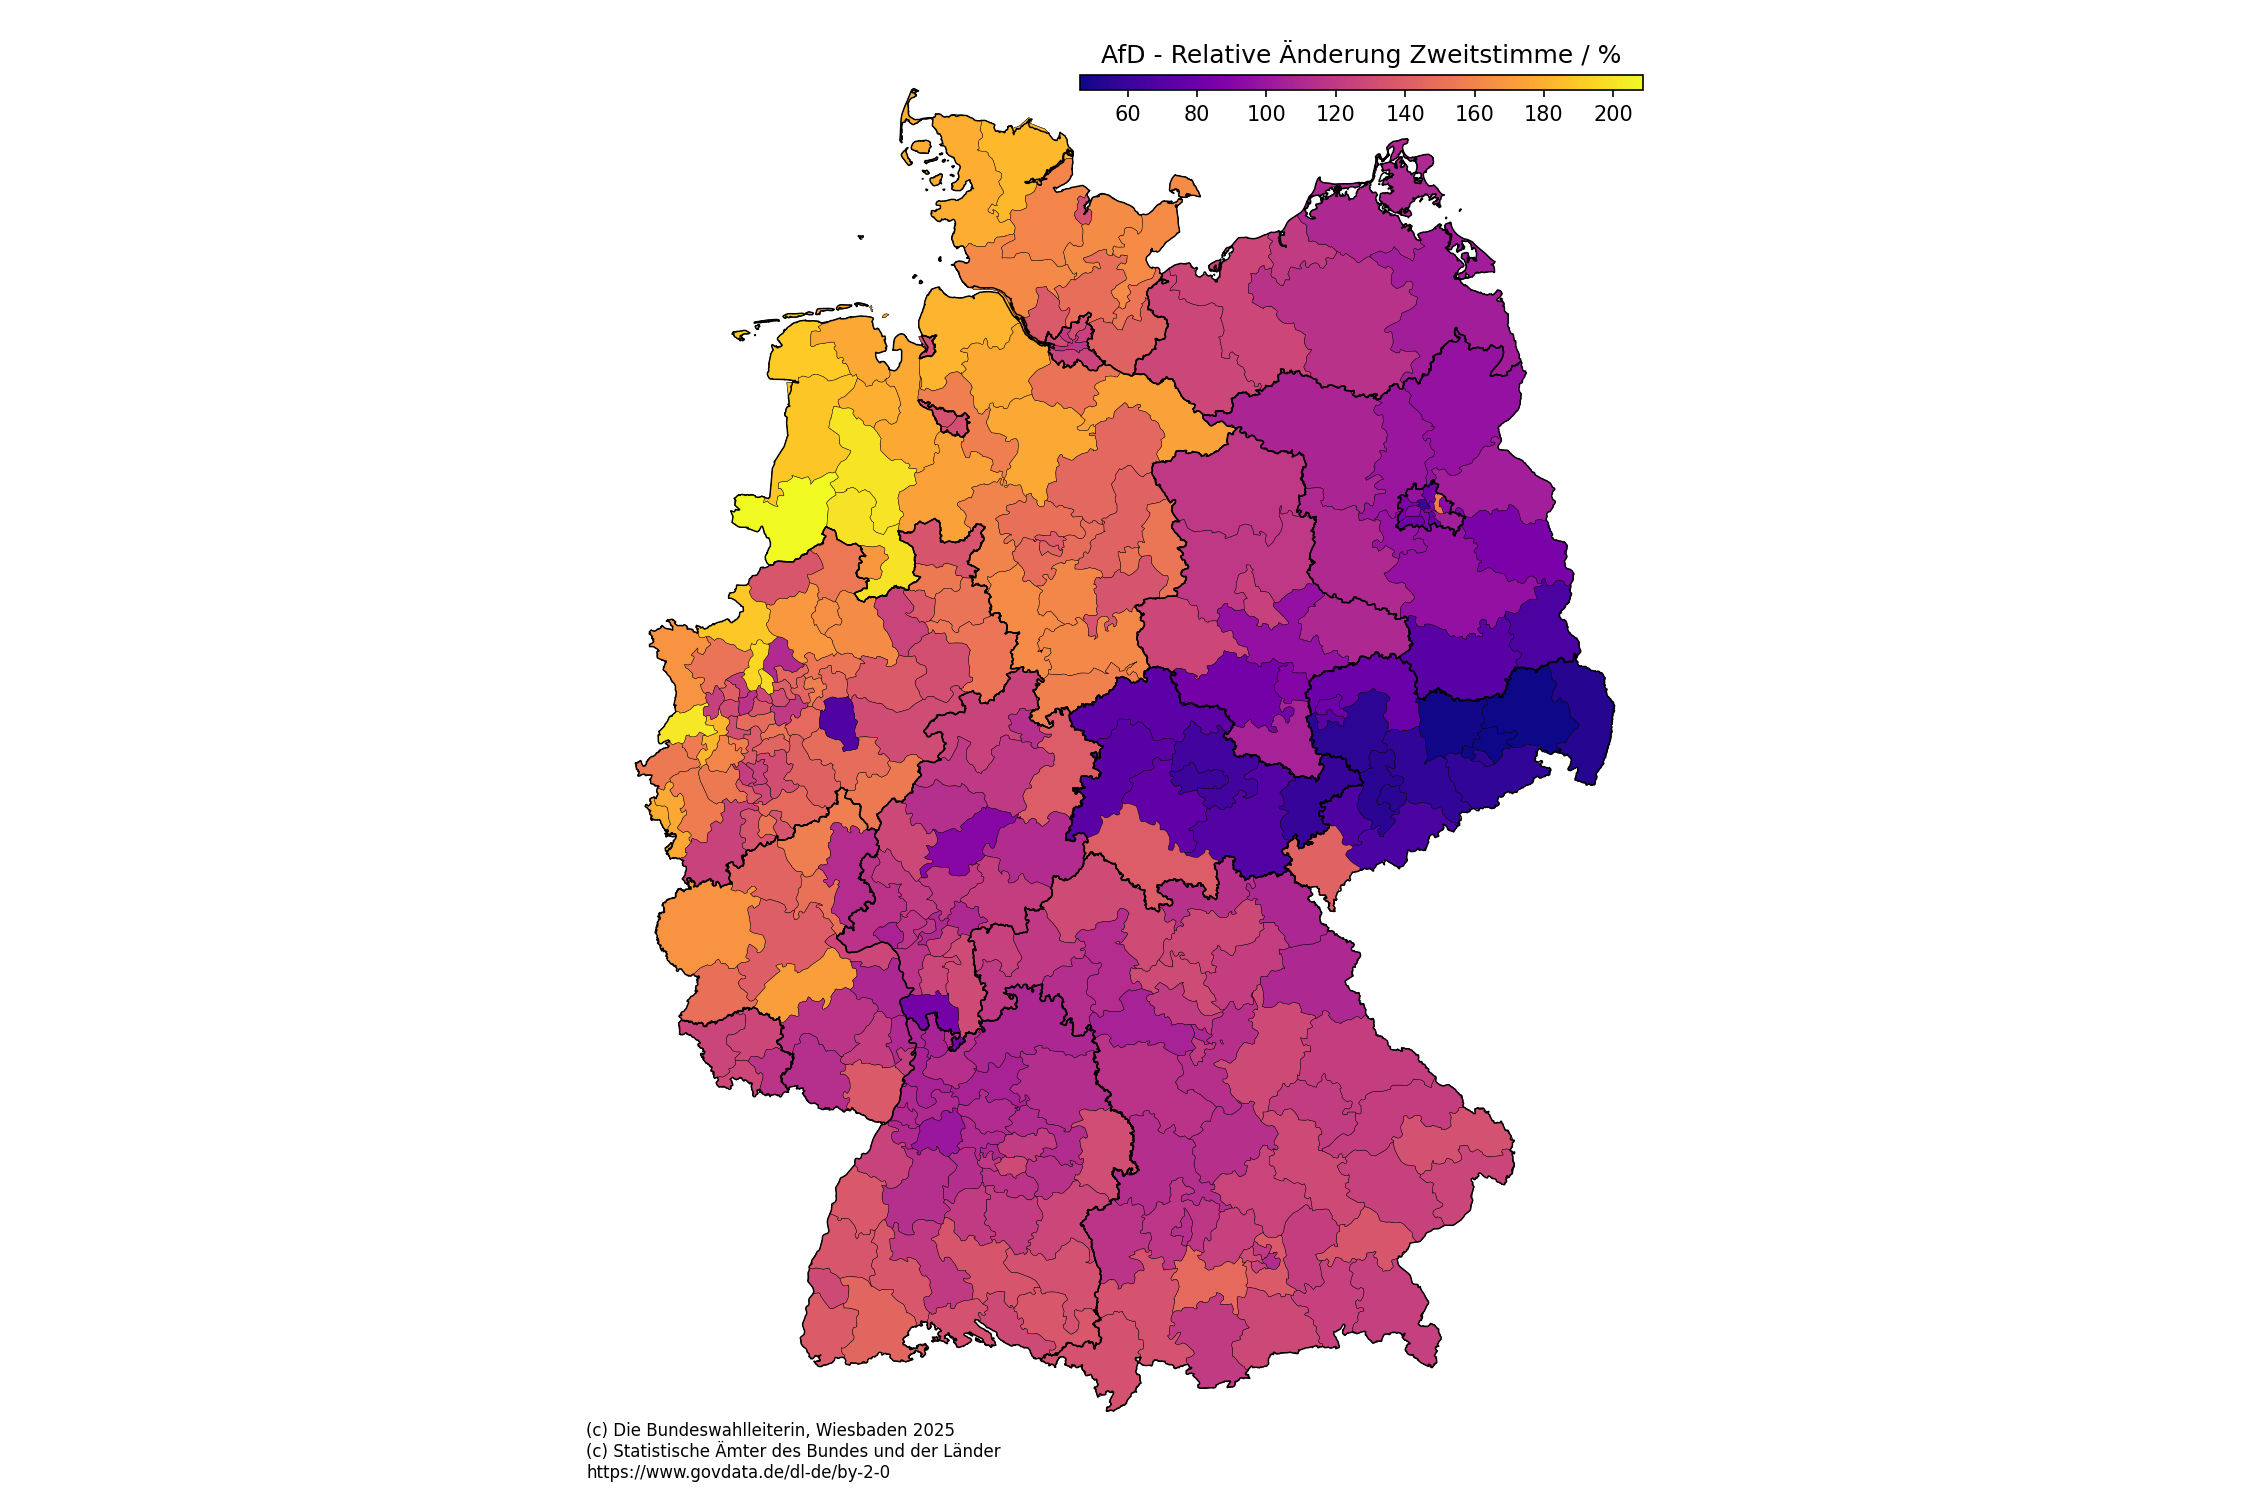 AfD - Relative Änderung Zweitstimme / %
60 80 100 120 140 160 180 200
(c) Die Bundeswahlleiterin, Wiesbaden 2025
(c) Statistische Ämter des Bundes und der Länder
https://www.govdata.de/dl-de/by-2-0